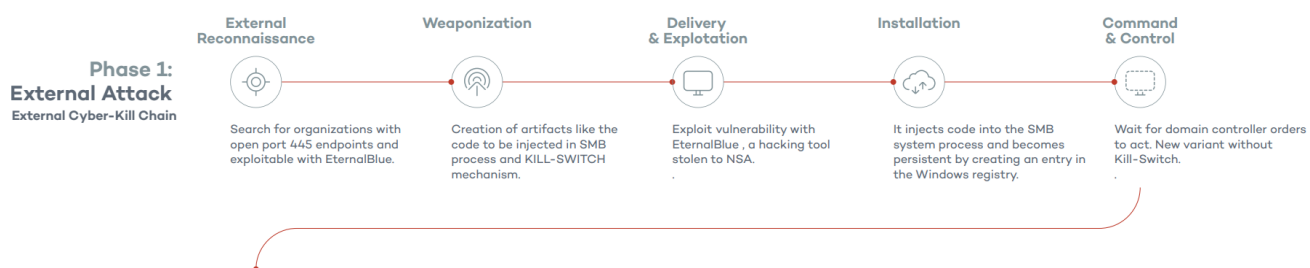 Phase 1:
External Attack
External Cyber-Kill Chain
External
Reconnaissance
Search for organizations with
open port 445 endpoints and
exploitable with EternalBlue.
Weaponization
Creation of artifacts like the
code to be injected in SMB
process and KILL-SWITCH
mechanism.
Delivery
& Explotation
Exploit vulnerability with
EternalBlue , a hacking tool
stolen to NSA.
.
Installation
It injects code into the SMB
system process and becomes
persistent by creating an entry in
the Windows registry.
Command
& Control
Wait for domain controller orders
to act. New variant without
Kill-Switch.
.